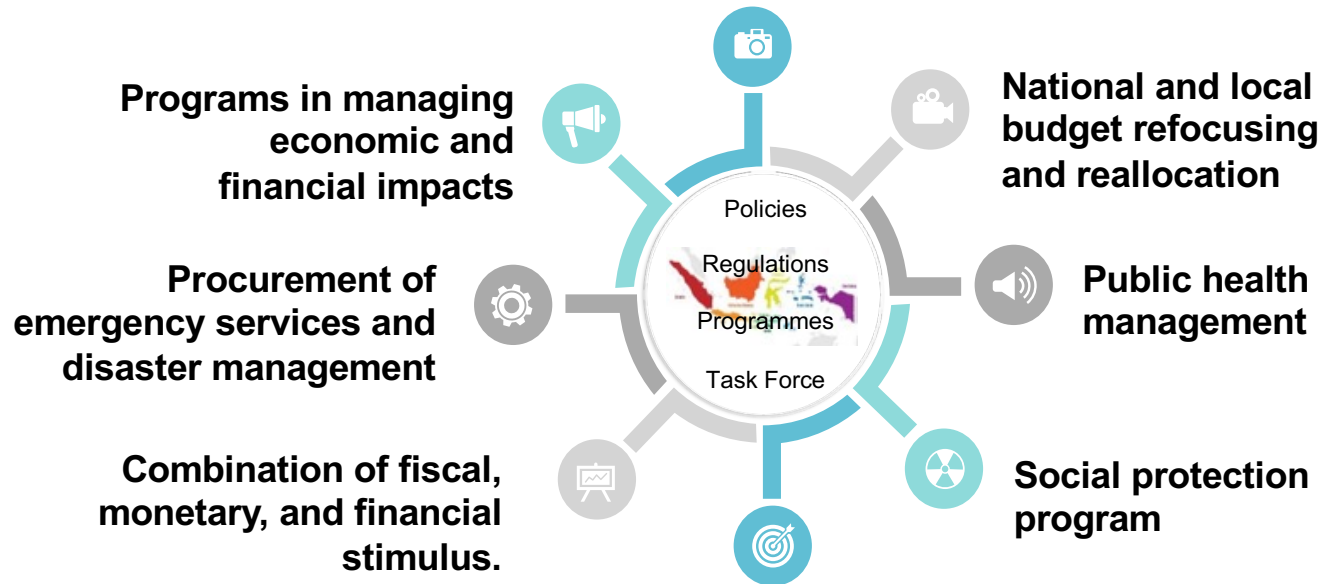 Programs in managing
economic and
financial impacts
National and local
budget refocusing
and reallocation
Policies
Regulations
Programmes
Task Force
Procurement of
emergency services and
disaster management
Public health
management
Combination of fiscal,
monetary, and financial
stimulus.
Social protection
program